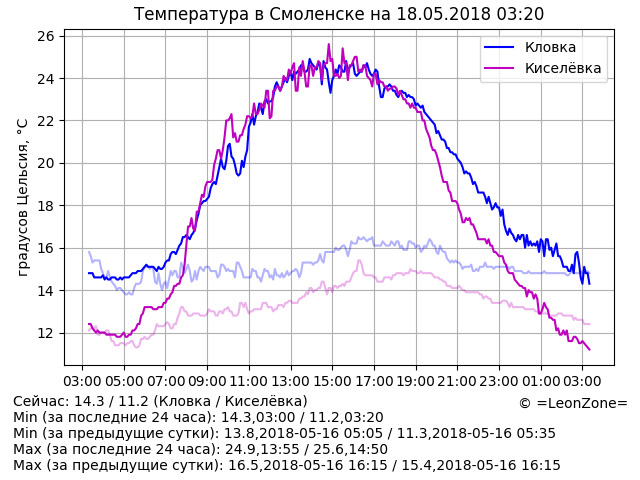 Температура в Смоленске на 18.05.2018 03:20
градусов Цельсия, °C
26
24
22
20
18
16
14
12
Кловка
Киселёвка
03:00 05:00 07:00 09:00 11:00 13:00 15:00 17:00 19:00 21:00 23:00 01:00 03:00
Сейчас: 14.3 / 11.2 (Кловка / Киселёвка)
© =LeonZone=
Min (за последние 24 часа): 14.3,03:00 / 11.2,03:20
Min (за предыдущие сутки): 13.8,2018-05-16 05:05 / 11.3,2018-05-16 05:35
Max (за последние 24 часа): 24.9,13:55 / 25.6,14:50
Max (за предыдущие сутки): 16.5,2018-05-16 16:15 / 15.4,2018-05-16 16:15